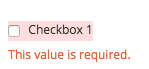 Checkbox 1
This value is required.